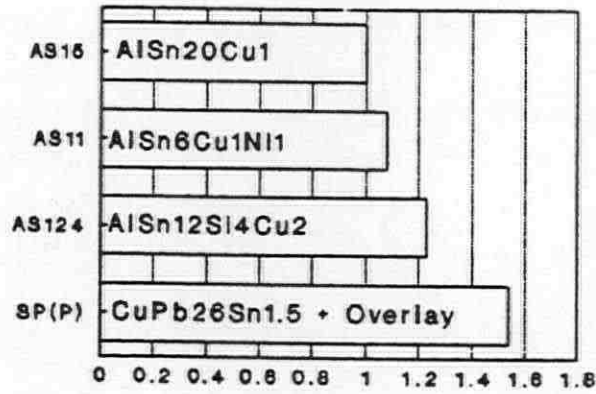 AS15 AlSn20Cu1
AS11 AlSn6Cu1Ni1
AS124 AlSn12Si4Cu2
SP(P) CuPb26Sn1.5 + Overlay
0 0.2 0.4 0.6 0.8 1 1.2 1.4 1.6 1.8